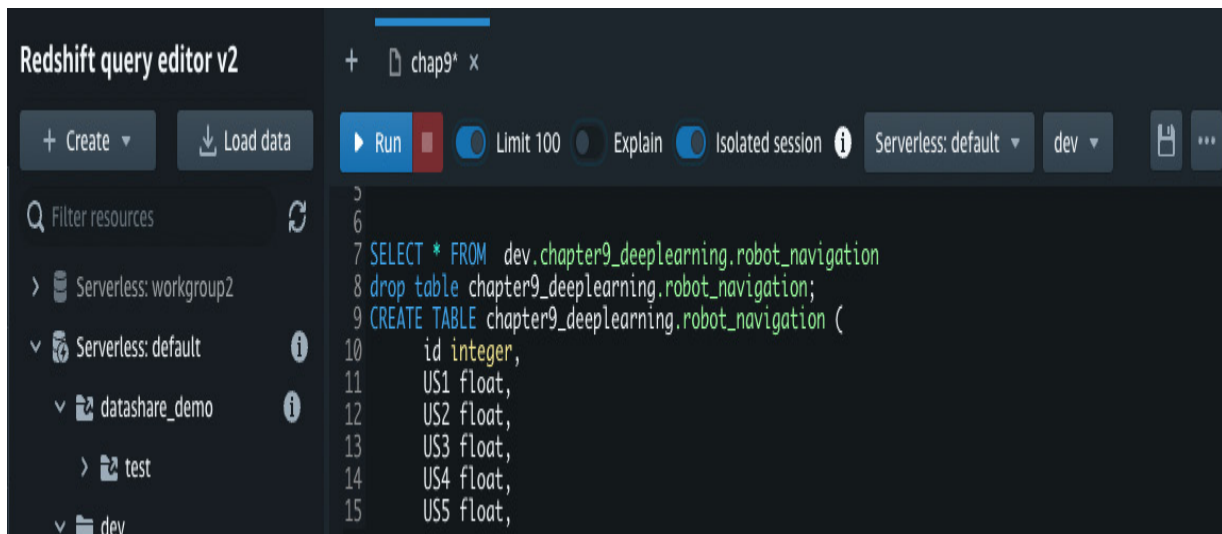 Redshift query editor v2
+ Create
Load data
Filter resources
Serverless: workgroup2
Serverless: default
datashare_demo
test
dev
+ chap9* ×
Run Limit 100 Explain Isolated session i Serverless: default dev ...
5
6
7 SELECT * FROM dev.chapter9_deeplearning.robot_navigation
8 drop table chapter9_deeplearning.robot_navigation;
9 CREATE TABLE chapter9_deeplearning.robot_navigation (
10 id integer,
11 US1 float,
12 US2 float,
13 US3 float,
14 US4 float,
15 US5 float,